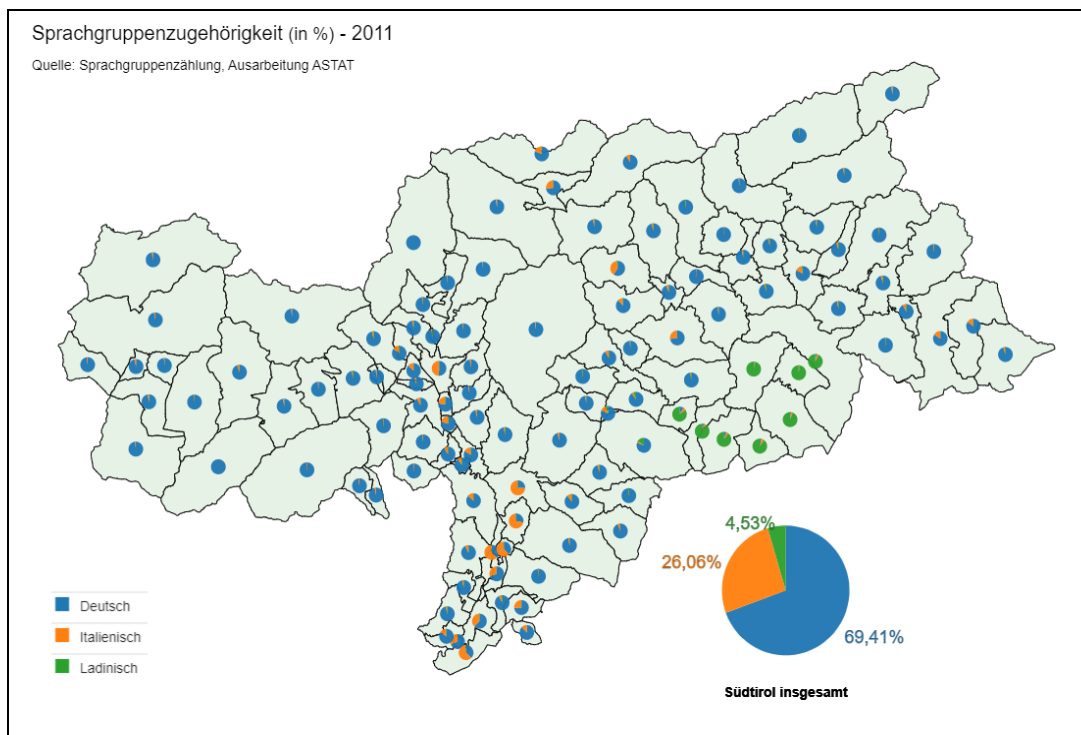 Sprachgruppenzugehörigkeit (in %) - 2011
Quelle: Sprachgruppenzählung, Ausarbeitung ASTAT
4,53%
26,06%
69,41%
Deutsch
Italienisch
Ladinisch
Südtirol insgesamt